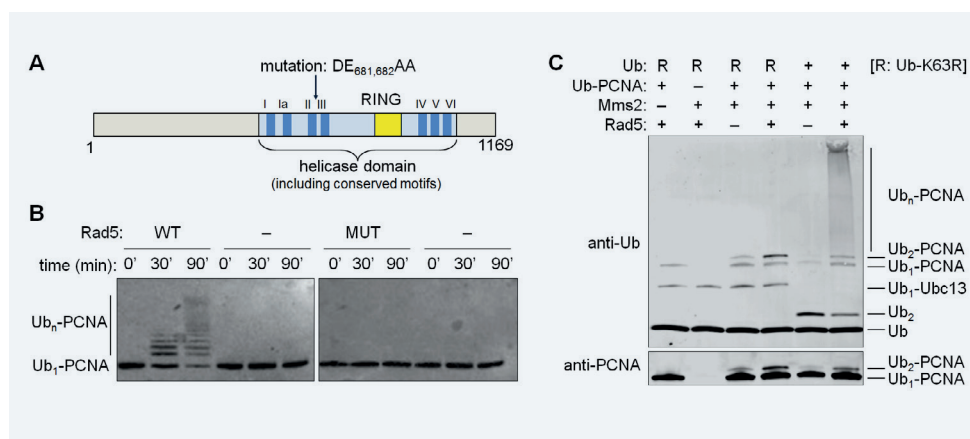 A
mutation: DE681,682AA
I Ia II III RING IV V VI
1 1169
helicase domain
(including conserved motifs)
B
Rad5: WT – MUT –
time (min): 0' 30' 90' 0' 30' 90' 0' 30' 90' 0' 30' 90'
Ubn-PCNA
Ub1-PCNA
C
Ub: R R R R + + [R: Ub-K63R]
Ub-PCNA: + – + + + +
Mms2: – + + + + +
Rad5: + + – + – +
anti-Ub
Ubn-PCNA
Ub2-PCNA
Ub1-PCNA
Ub1-Ubc13
Ub2
Ub
anti-PCNA
Ub2-PCNA
Ub1-PCNA